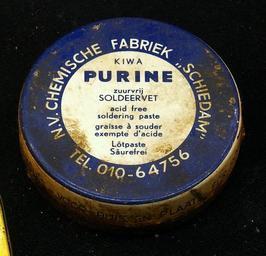 N.V. CHEMISCHE FABRIEK „SCHIEDAM"
KIWA
PURINE
zuurvrij
SOLDEERVET
acid free
soldering paste
graisse à souder
exempte d'acide
Lötpaste
Säurefrei
TEL. 010-64756